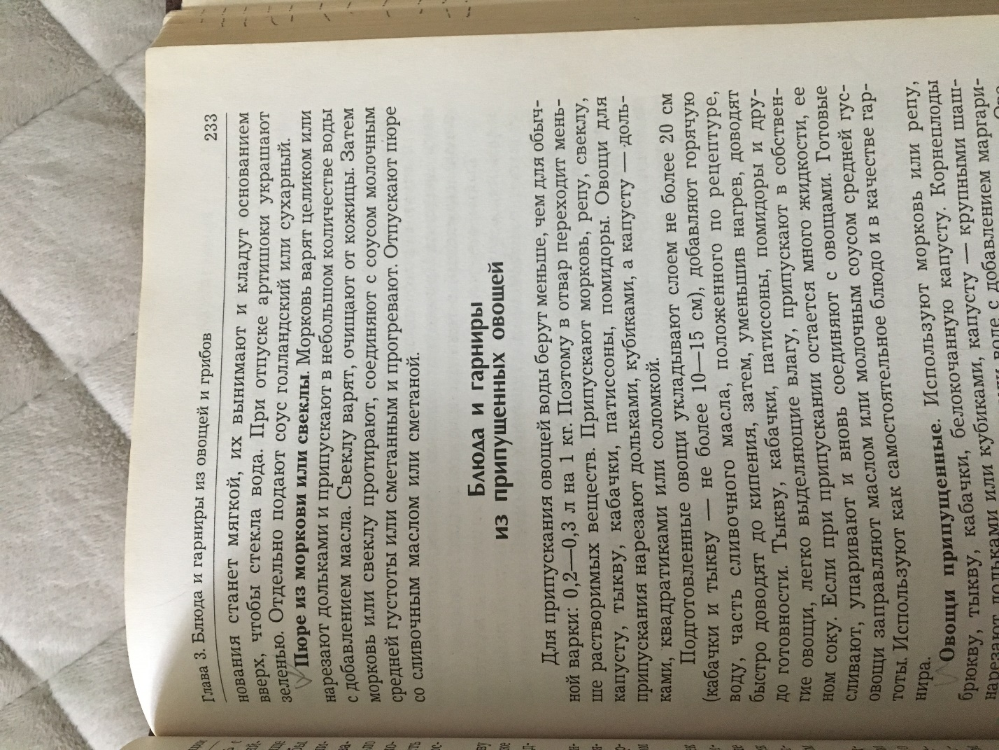 Глава 3. Блюда и гарниры из овощей и грибов 233
нования станет мягкой, их вынимают и кладут основанием
вверх, чтобы стекла вода. При отпуске артишоки украшают
зеленью. Отдельно подают соус голландский или сухарный.
Пюре из моркови или свеклы. Морковь варят целиком или
нарезают дольками и припускают в небольшом количестве воды
с добавлением масла. Свеклу варят, очищают от кожицы. Затем
морковь или свеклу протирают, соединяют с соусом молочным
средней густоты или сметанным и прогревают. Отпускают пюре
со сливочным маслом или сметаной.
Блюда и гарниры
из припущенных овощей
Для припускания овощей воды берут меньше, чем для обыч-
ной варки: 0,2—0,3 л на 1 кг. Поэтому в отвар переходит мень-
ше растворимых веществ. Припускают морковь, репу, свеклу,
капусту, тыкву, кабачки, патиссоны, помидоры. Овощи для
припускания нарезают дольками, кубиками, а капусту — доль-
ками, квадратиками или соломкой.
Подготовленные овощи укладывают слоем не более 20 см
(кабачки и тыкву — не более 10—15 см), добавляют горячую
воду, часть сливочного масла, положенного по рецептуре,
быстро доводят до кипения, затем, уменьшив нагрев, доводят
до готовности. Тыкву, кабачки, патиссоны, помидоры и дру-
гие овощи, легко выделяющие влагу, припускают в собствен-
ном соку. Если при припускании остается много жидкости, ее
сливают, упаривают и вновь соединяют с овощами. Готовые
овощи заправляют маслом или молочным соусом средней гус-
тоты. Используют как самостоятельное блюдо и в качестве гар-
нира.
Овощи припущенные. Используют морковь или репу,
брюкву, тыкву, кабачки, белокочанную капусту. Корнеплоды
нарезают дольками или кубиками, капусту — крупными шаш-
с добавлением маргари-